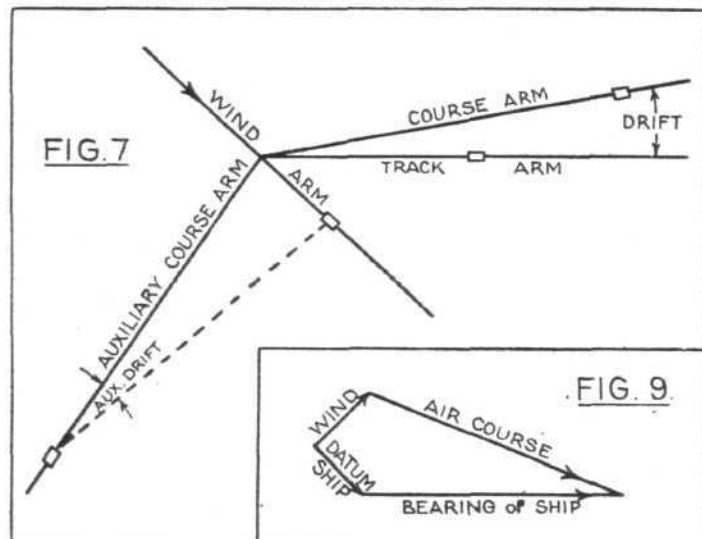 FIG. 7
WIND
ARM
COURSE ARM
DRIFT
TRACK
ARM
AUXILIARY COURSE ARM
AUX. DRIFT
FIG. 9
WIND
AIR COURSE
DATUM
SHIP
BEARING of SHIP